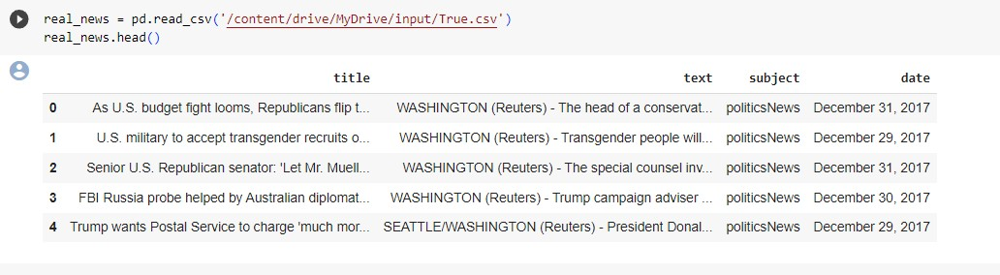 real_news = pd.read_csv('/content/drive/MyDrive/input/True.csv')
real_news.head()
title text subject date
0 As U.S. budget fight looms, Republicans flip t... WASHINGTON (Reuters) - The head of a conservat... politicsNews December 31, 2017
1 U.S. military to accept transgender recruits o... WASHINGTON (Reuters) - Transgender people will... politicsNews December 29, 2017
2 Senior U.S. Republican senator: 'Let Mr. Muell... WASHINGTON (Reuters) - The special counsel inv... politicsNews December 31, 2017
3 FBI Russia probe helped by Australian diplomat... WASHINGTON (Reuters) - Trump campaign adviser ... politicsNews December 30, 2017
4 Trump wants Postal Service to charge 'much mor... SEATTLE/WASHINGTON (Reuters) - President Donal... politicsNews December 29, 2017